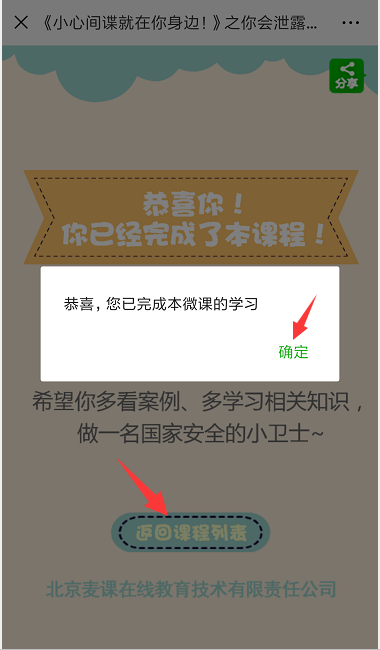 《小心间谍就在你身边！》之你会泄露...
分享
恭喜你！
你已经完成了本课程！
恭喜，您已完成本微课的学习
确定
希望你多看案例、多学习相关知识，
做一名国家安全的小卫士~
返回课程列表
北京麦课在线教育技术有限责任公司